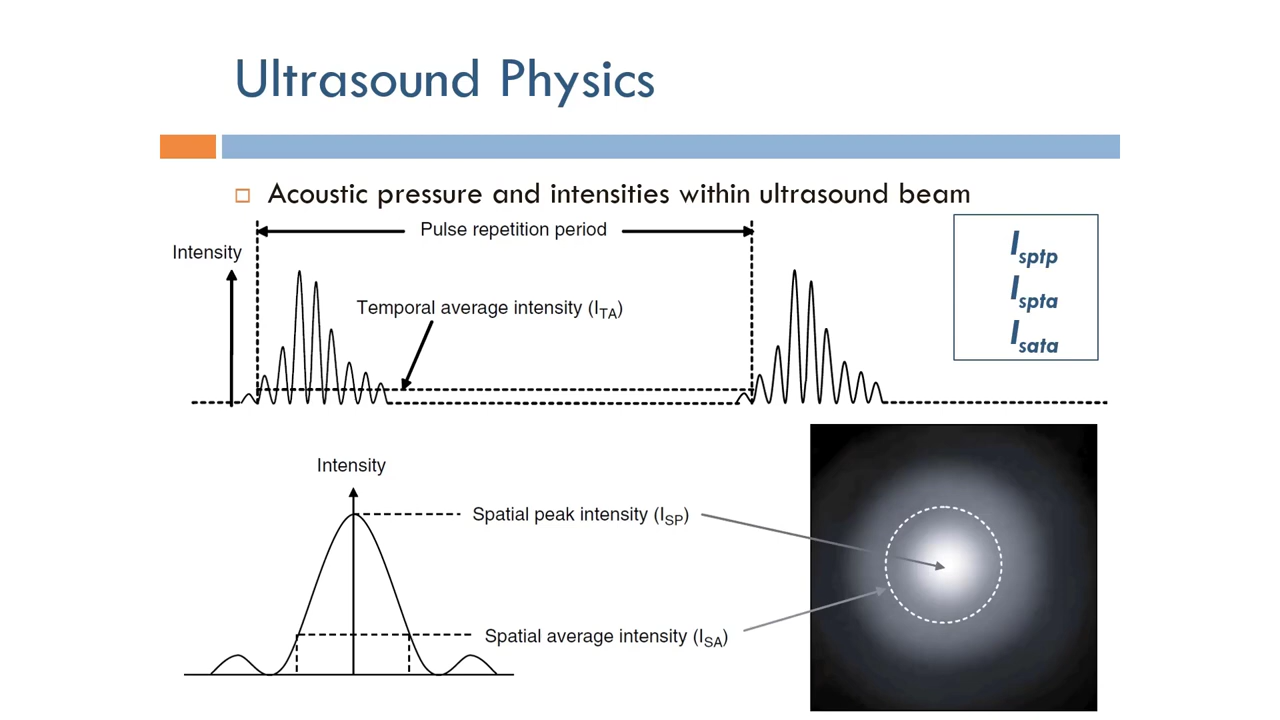 Ultrasound Physics
Acoustic pressure and intensities within ultrasound beam
Pulse repetition period
Intensity
Temporal average intensity (I_TA)
I_sptp
I_spta
I_sata
Intensity
Spatial peak intensity (I_SP)
Spatial average intensity (I_SA)